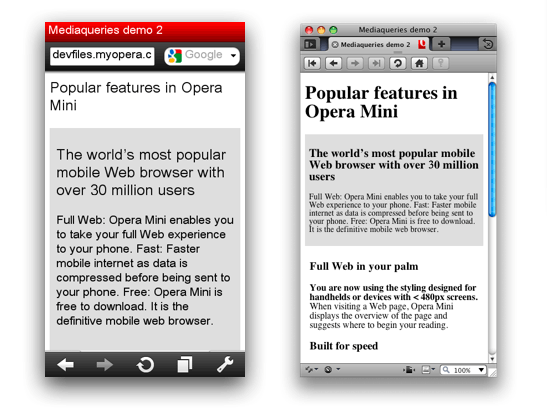 Mediaqueries demo 2
devfiles.myopera.c
Google
Popular features in Opera
Mini
The world's most popular
mobile Web browser with
over 30 million users
Full Web: Opera Mini enables you
to take your full Web experience
to your phone. Fast: Faster
mobile internet as data is
compressed before being sent to
your phone. Free: Opera Mini is
free to download. It is the
definitive mobile web browser.
Mediaqueries demo 2
Mediaqueries demo 2
Popular features in
Opera Mini
The world's most popular mobile
Web browser with over 30 million
users
Full Web: Opera Mini enables you to take your full
Web experience to your phone. Fast: Faster mobile
internet as data is compressed before being sent to
your phone. Free: Opera Mini is free to download.
It is the definitive mobile web browser.
Full Web in your palm
You are now using the styling designed for
handhelds or devices with < 480px screens.
When visiting a Web page, Opera Mini
displays the overview of the page and
suggests where to begin your reading.
Built for speed
100%